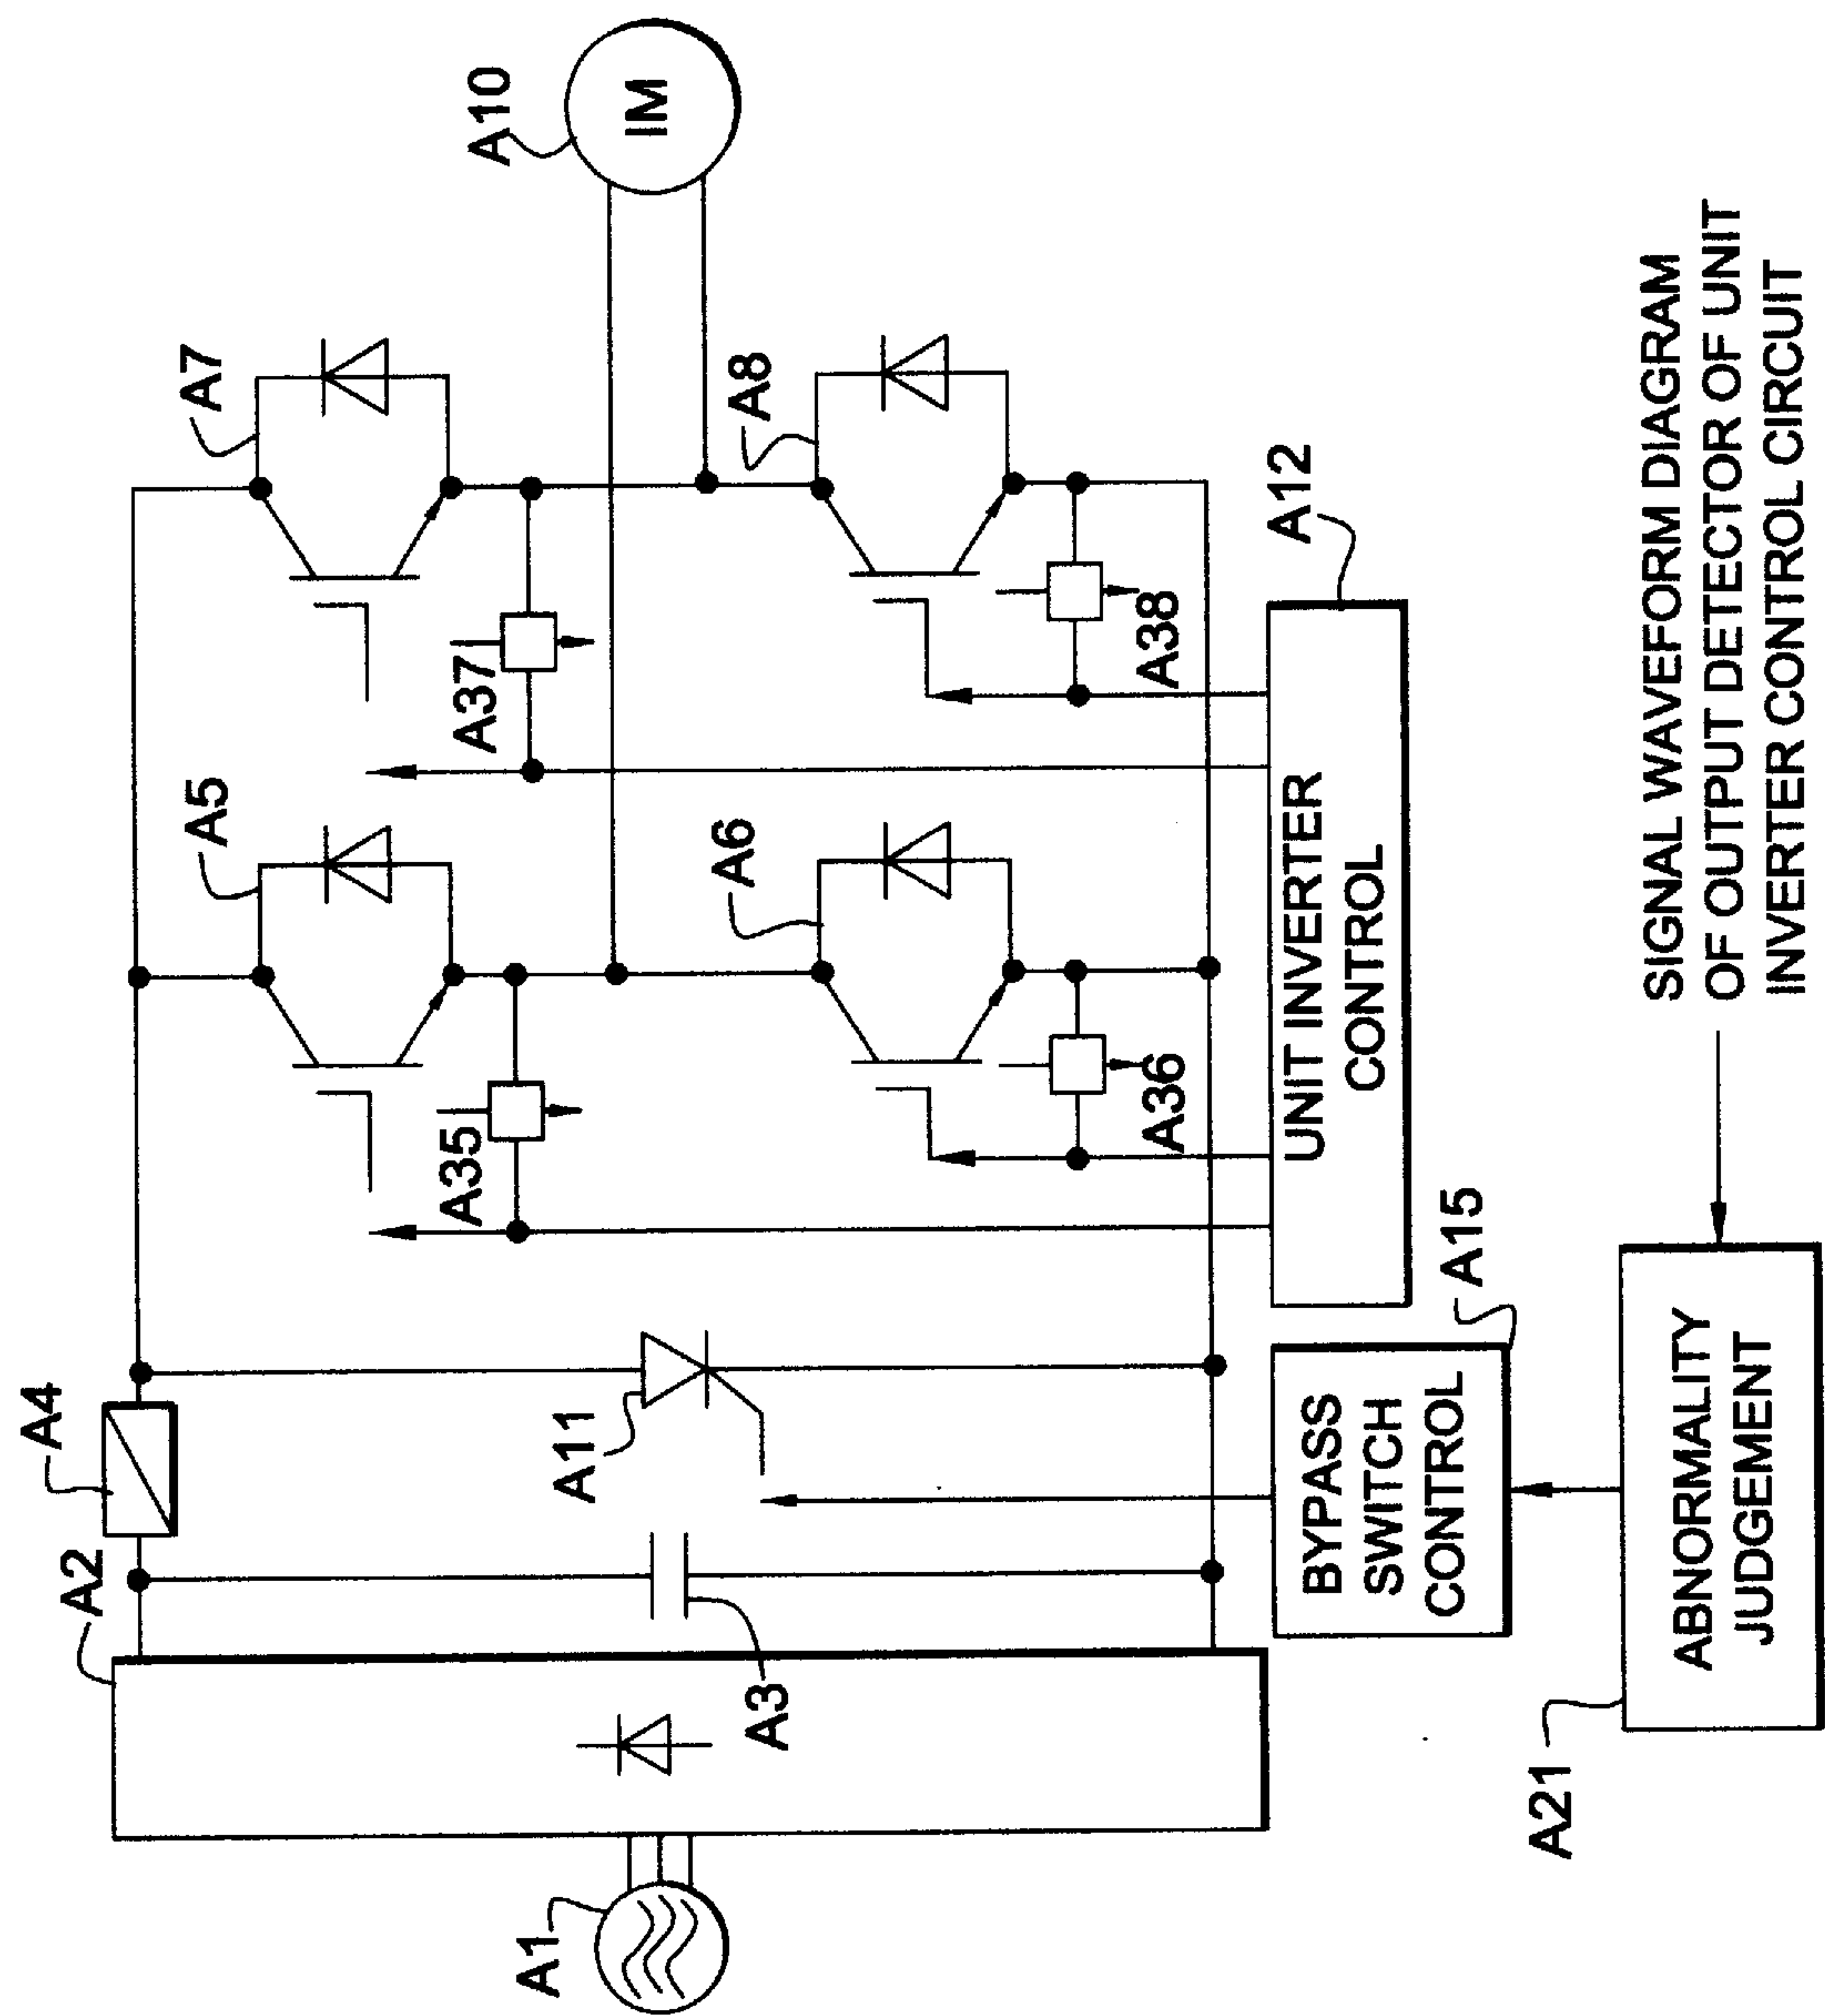 A1
A2
A4
A3
A11
A5
A7
A10
IM
A35
A37
A6
A8
A36
A38
A12
UNIT INVERTER
CONTROL
A15
BYPASS
SWITCH
CONTROL
A21
ABNORMALITY
JUDGEMENT
SIGNAL WAVEFORM DIAGRAM
OF OUTPUT DETECTOR OF UNIT
INVERTER CONTROL CIRCUIT